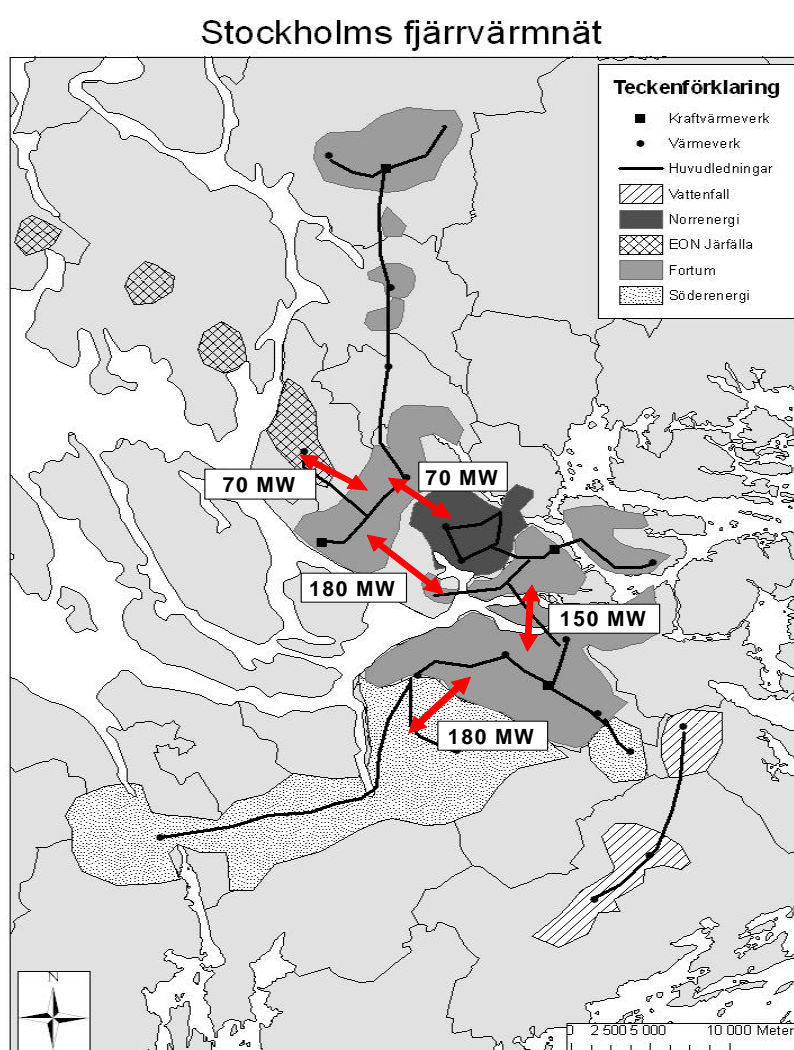 Stockholms fjärrvärmnät
Teckenförklaring
Kraftvärmeverk
Värmeverk
Huvudledningar
Vattenfall
Norrenergi
EON Järfälla
Fortum
Söderenergi
70 MW
70 MW
180 MW
150 MW
180 MW
N
0 2 500 5 000 10 000 Meter